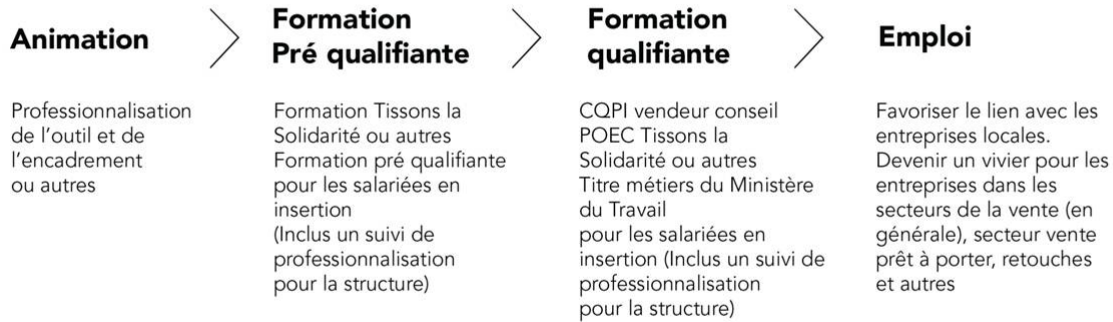 Animation
Professionnalisation
de l'outil et de
l'encadrement
ou autres
Formation
Pré qualifiante
Formation Tissons la
Solidarité ou autres
Formation pré qualifiante
pour les salariées en
insertion
(Inclus un suivi de
professionnalisation
pour la structure)
Formation
qualifiante
CQPI vendeur conseil
POEC Tissons la
Solidarité ou autres
Titre métiers du Ministère
du Travail
pour les salariées en
insertion (Inclus un suivi de
professionnalisation
pour la structure)
Emploi
Favoriser le lien avec les
entreprises locales.
Devenir un vivier pour les
entreprises dans les
secteurs de la vente (en
générale), secteur vente
prêt à porter, retouches
et autres